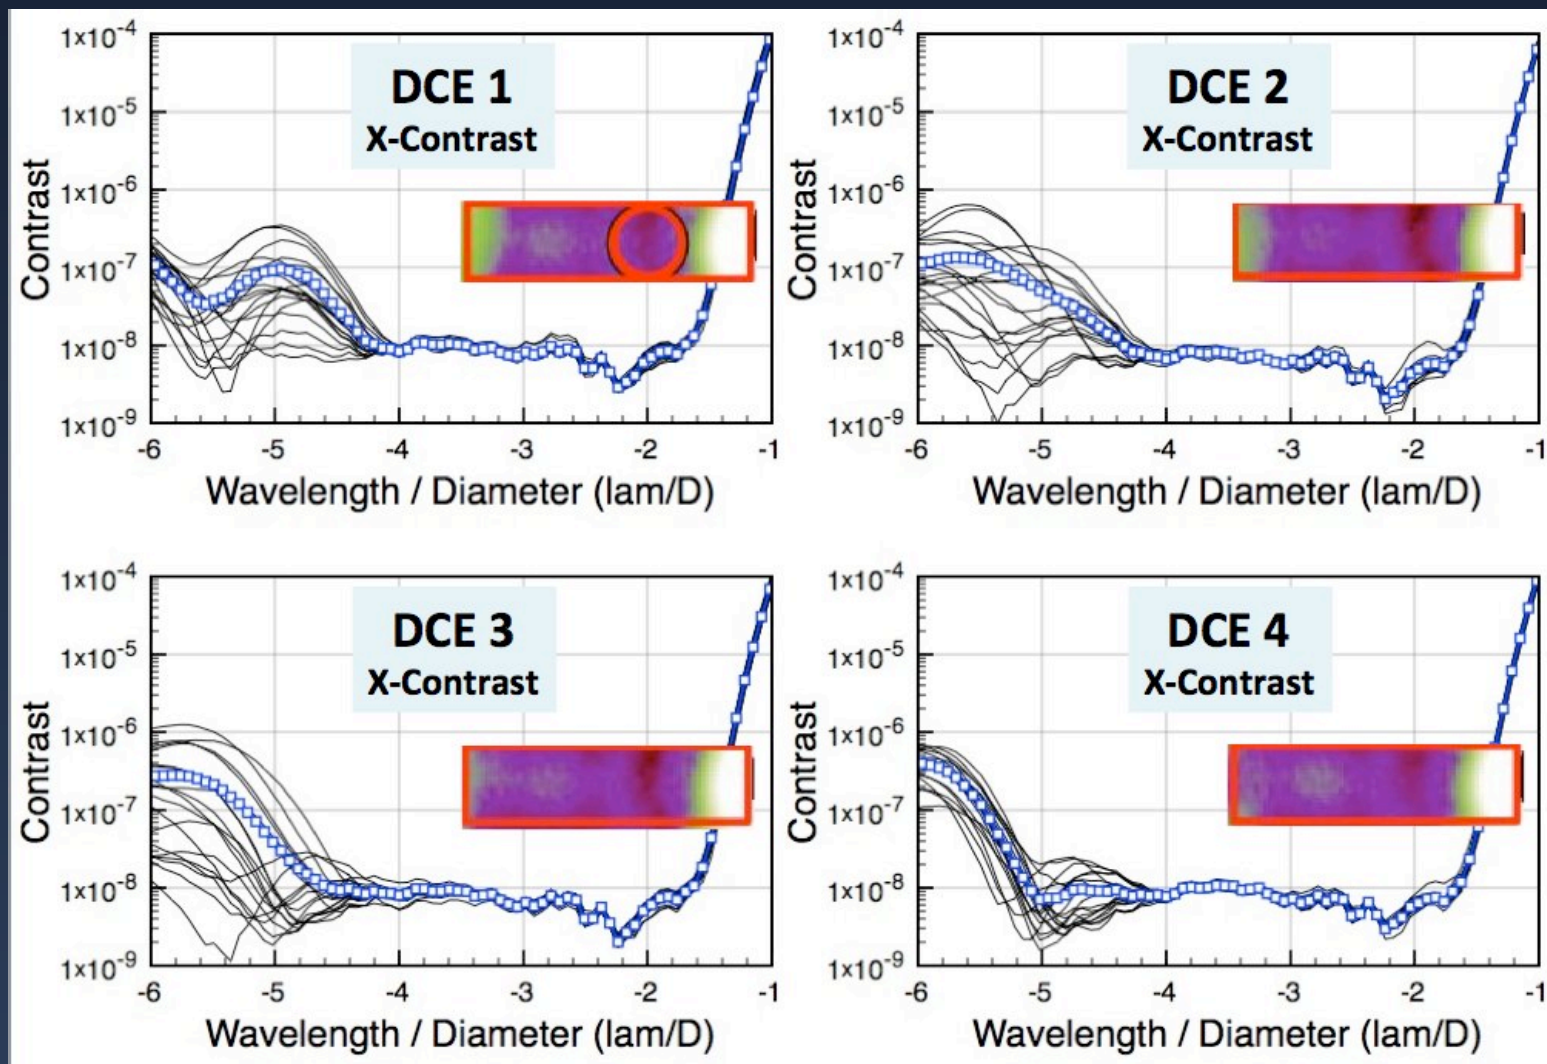 DCE 1
X-Contrast
Contrast
1x10⁻⁴
1x10⁻⁵
1x10⁻⁶
1x10⁻⁷
1x10⁻⁸
1x10⁻⁹
-6 -5 -4 -3 -2 -1
Wavelength / Diameter (lam/D)
DCE 2
X-Contrast
Contrast
1x10⁻⁴
1x10⁻⁵
1x10⁻⁶
1x10⁻⁷
1x10⁻⁸
1x10⁻⁹
-6 -5 -4 -3 -2 -1
Wavelength / Diameter (lam/D)
DCE 3
X-Contrast
Contrast
1x10⁻⁴
1x10⁻⁵
1x10⁻⁶
1x10⁻⁷
1x10⁻⁸
1x10⁻⁹
-6 -5 -4 -3 -2 -1
Wavelength / Diameter (lam/D)
DCE 4
X-Contrast
Contrast
1x10⁻⁴
1x10⁻⁵
1x10⁻⁶
1x10⁻⁷
1x10⁻⁸
1x10⁻⁹
-6 -5 -4 -3 -2 -1
Wavelength / Diameter (lam/D)